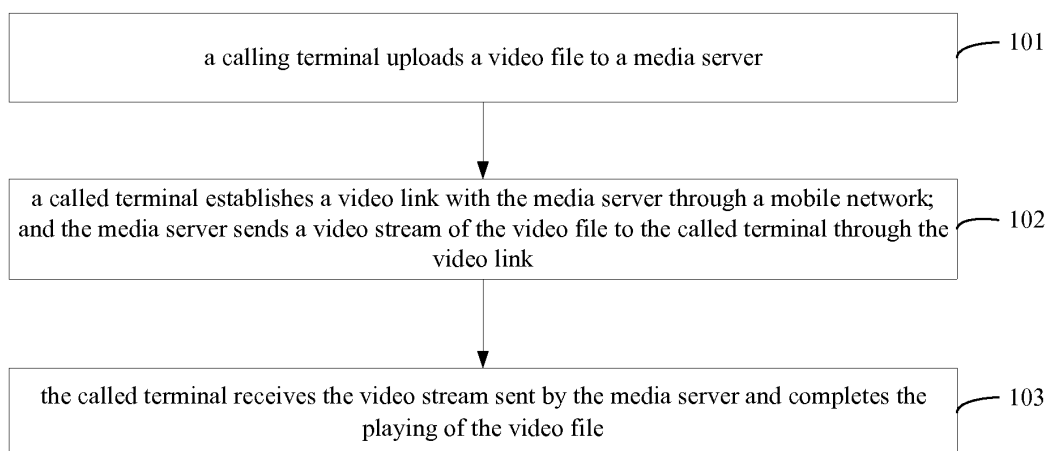 a calling terminal uploads a video file to a media server
101
a called terminal establishes a video link with the media server through a mobile network;
and the media server sends a video stream of the video file to the called terminal through the
video link
102
the called terminal receives the video stream sent by the media server and completes the
playing of the video file
103